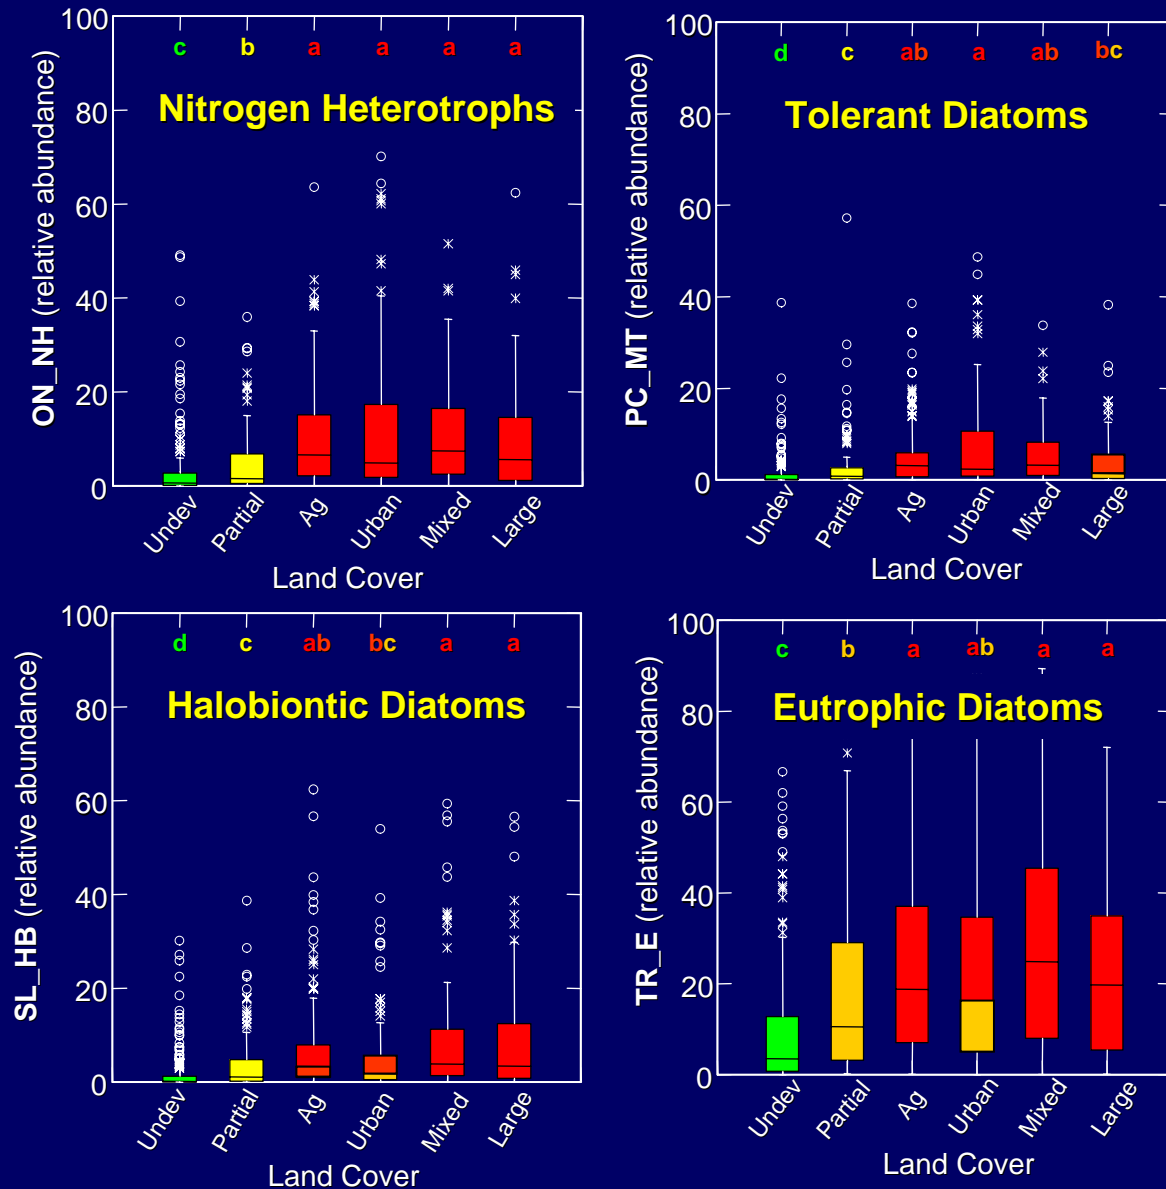 100
80
60
40
20
0
ON_NH (relative abundance)
c b a a a a
Nitrogen Heterotrophs
Undev Partial Ag Urban Mixed Large
Land Cover
100
80
60
40
20
0
PC_MT (relative abundance)
d c ab a ab bc
Tolerant Diatoms
Undev Partial Ag Urban Mixed Large
Land Cover
100
80
60
40
20
0
SL_HB (relative abundance)
d c ab bc a a
Halobiontic Diatoms
Undev Partial Ag Urban Mixed Large
Land Cover
100
80
60
40
20
0
TR_E (relative abundance)
c b a ab a a
Eutrophic Diatoms
Undev Partial Ag Urban Mixed Large
Land Cover